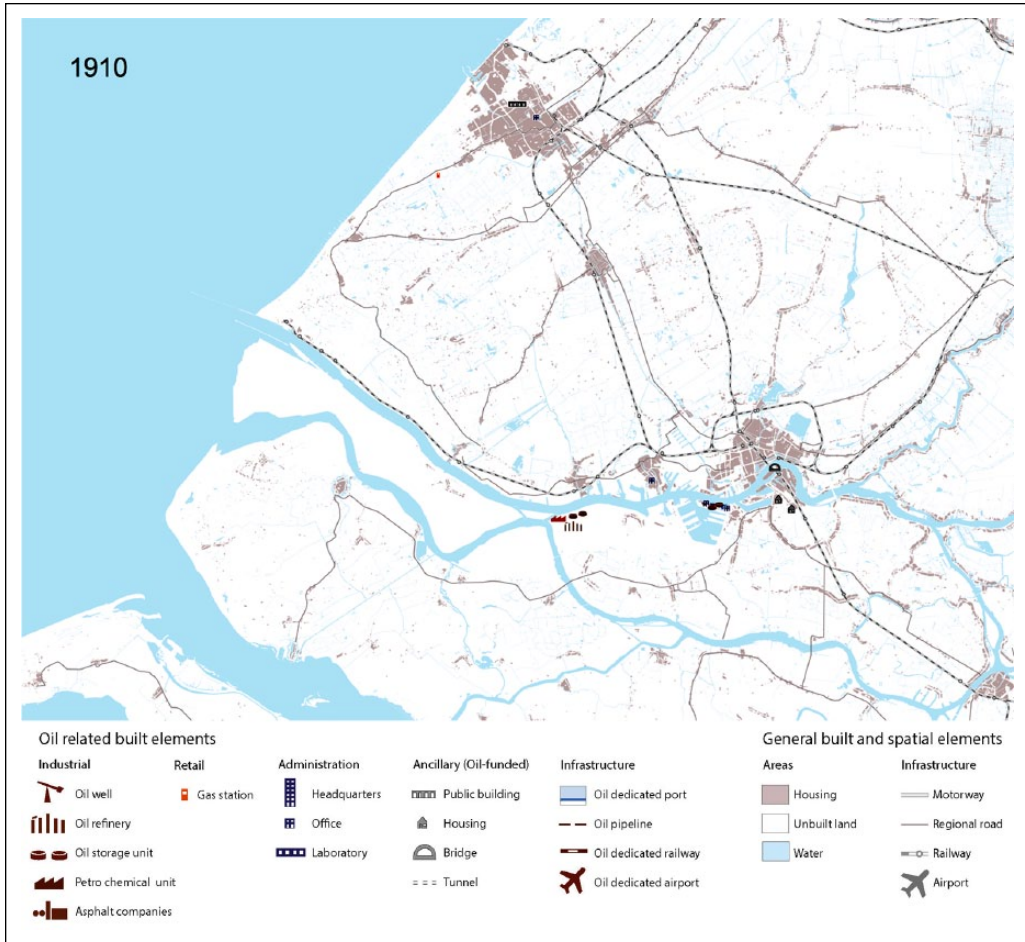 1910
Oil related built elements
General built and spatial elements
Industrial
Retail
Administration
Ancillary (Oil-funded)
Infrastructure
Areas
Infrastructure
Oil well
Gas station
Headquarters
Public building
Oil dedicated port
Housing
Motorway
Oil refinery
Office
Housing
Oil pipeline
Unbuilt land
Regional road
Oil storage unit
Laboratory
Bridge
Oil dedicated railway
Water
Railway
Petro chemical unit
Tunnel
Oil dedicated airport
Airport
Asphalt companies